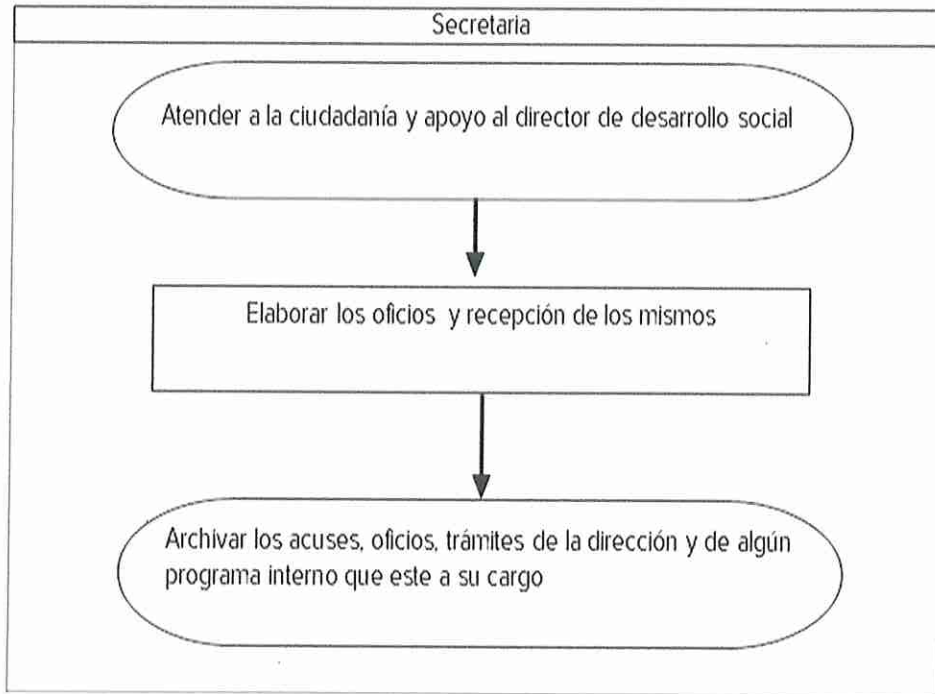 Secretaria
Atender a la ciudadanía y apoyo al director de desarrollo social
Elaborar los oficios y recepción de los mismos
Archivar los acuses, oficios, trámites de la dirección y de algún
programa interno que este a su cargo